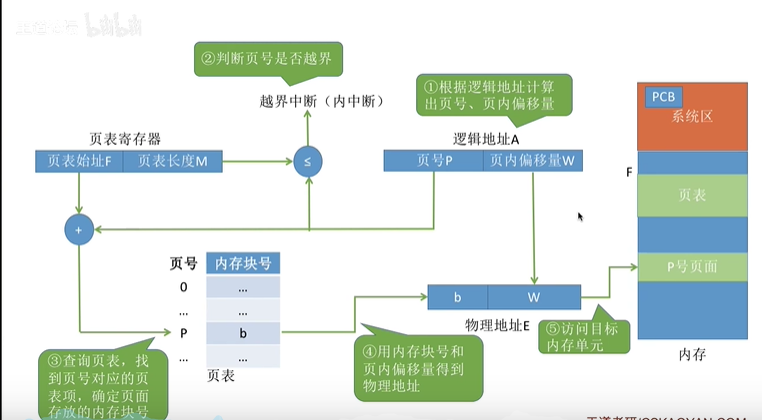 bilibili
②判断页号是否越界
越界中断（内中断）
①根据逻辑地址计算
出页号、页内偏移量
PCB
系统区
页表寄存器
页表始址F
页表长度M
≤
逻辑地址A
页号P
页内偏移量W
F
页表
+
页号
内存块号
0
...
...
...
P
b
...
...
页表
b
W
物理地址E
P号页面
内存
③查询页表，找
到页号对应的页
表项，确定页面
存放的内存块号
④用内存块号和
页内偏移量得到
物理地址
⑤访问目标
内存单元